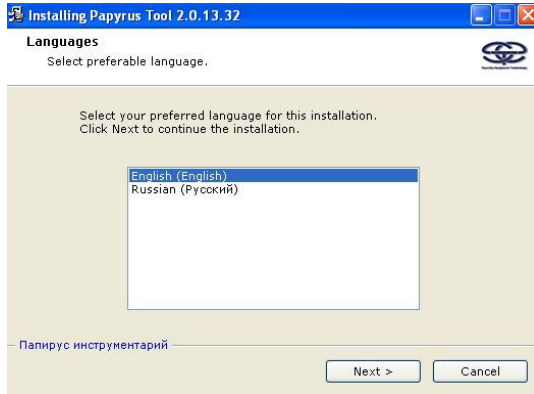 Installing Papyrus Tool 2.0.13.32
Languages
Select preferable language.
Select your preferred language for this installation.
Click Next to continue the installation.
English (English)
Russian (Русский)
Папирус инструментарий
Next >
Cancel